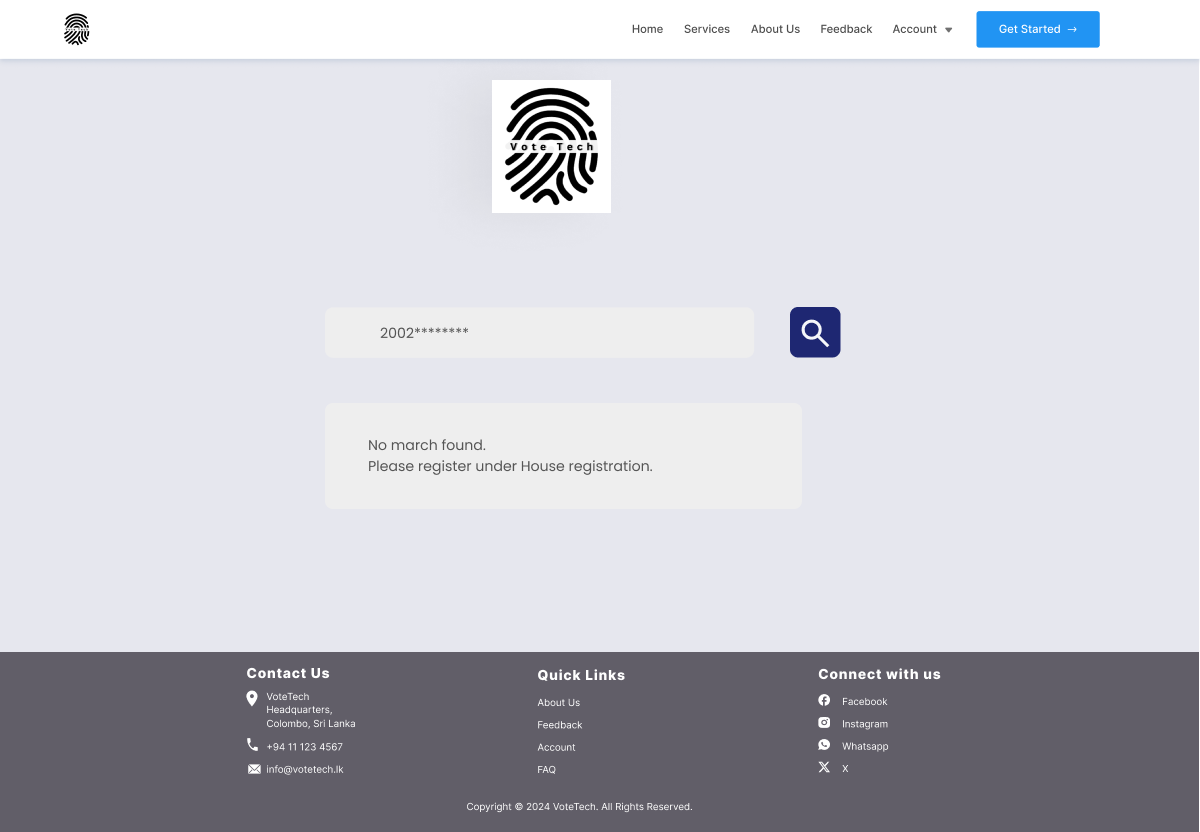 Home Services About Us Feedback Account Get Started →
Vote Tech
2002********
No march found.
Please register under House registration.
Contact Us
VoteTech
Headquarters,
Colombo, Sri Lanka
+94 11 123 4567
info@votetech.lk
Quick Links
About Us
Feedback
Account
FAQ
Connect with us
Facebook
Instagram
Whatsapp
X
Copyright © 2024 VoteTech. All Rights Reserved.